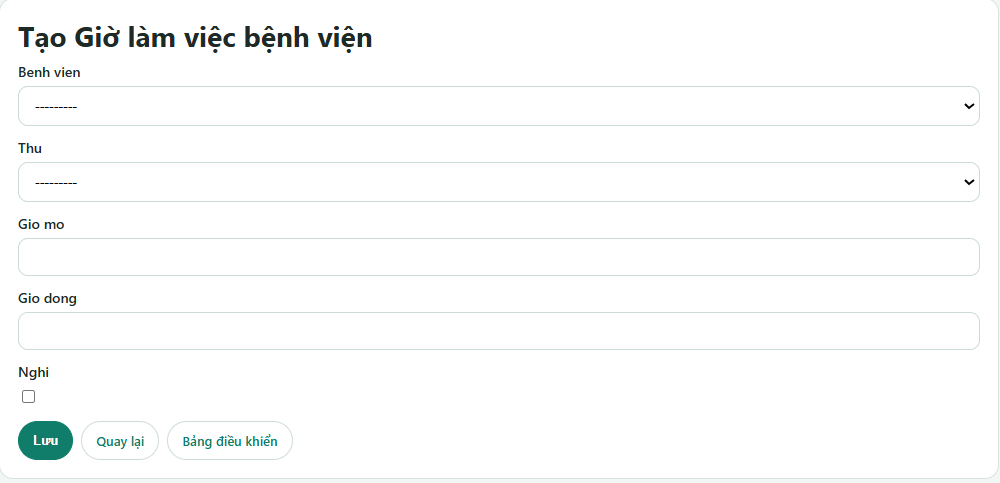 Tạo Giờ làm việc bệnh viện
Benh vien
---------
Thu
---------
Gio mo
Gio dong
Nghi
Lưu
Quay lại
Bảng điều khiển